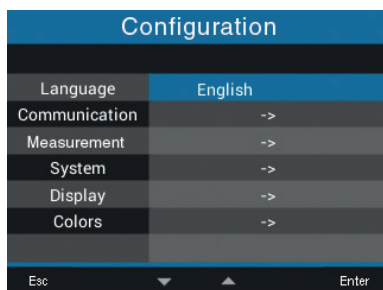 Configuration
Language English
Communication ->
Measurement ->
System ->
Display ->
Colors ->
Esc Enter